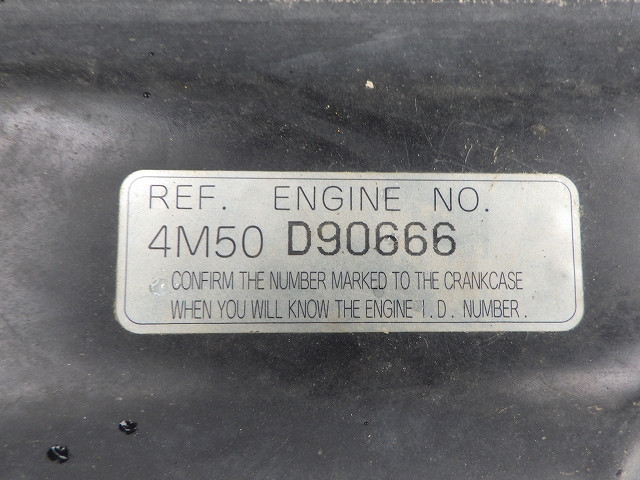 REF. ENGINE NO.
4M50 D90666
CONFIRM THE NUMBER MARKED TO THE CRANKCASE
WHEN YOU WILL KNOW THE ENGINE I.D. NUMBER.